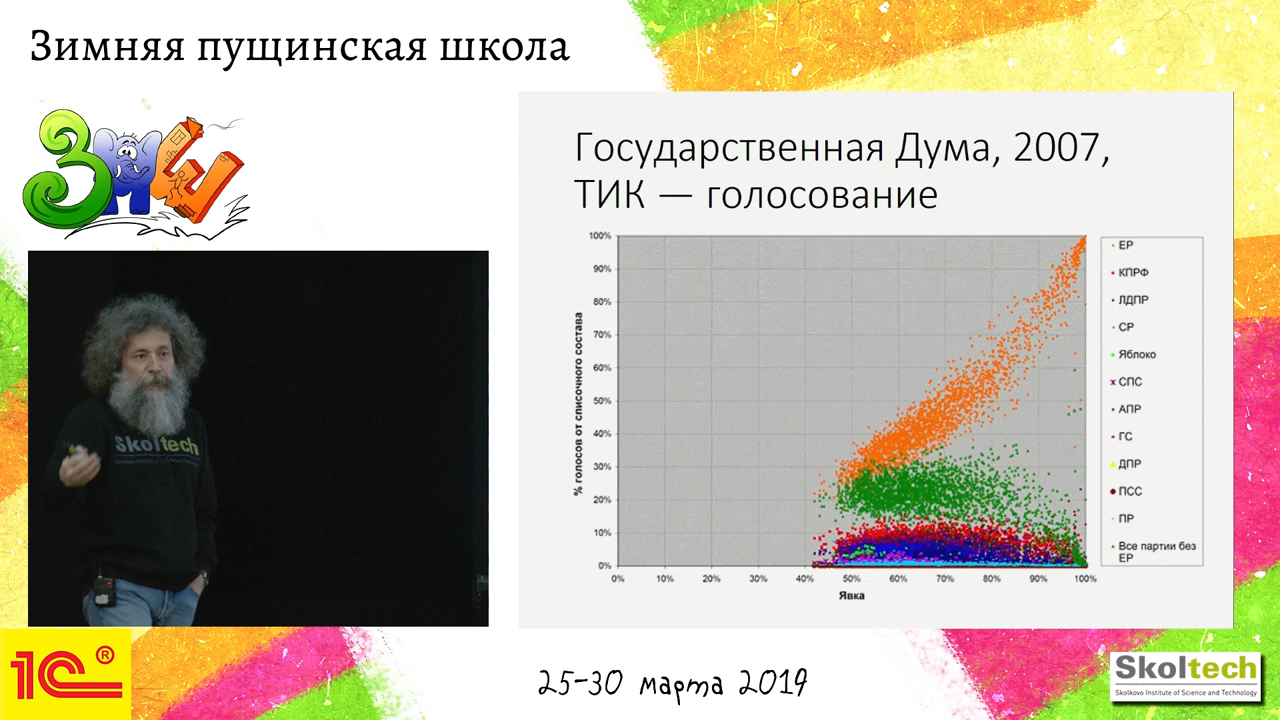 Зимняя пущинская школа
ЗПШ
Skoltech
Государственная Дума, 2007,
ТИК — голосование
% голосов от списочного состава
100%
90%
80%
70%
60%
50%
40%
30%
20%
10%
0%
0% 10% 20% 30% 40% 50% 60% 70% 80% 90% 100%
Явка
ЕР
КПРФ
ЛДПР
СР
Яблоко
СПС
АПР
ГС
ДПР
ПСС
ПР
Все партии без
ЕР
1С®
25-30 марта 2019
Skoltech
Skolkovo Institute of Science and Technology